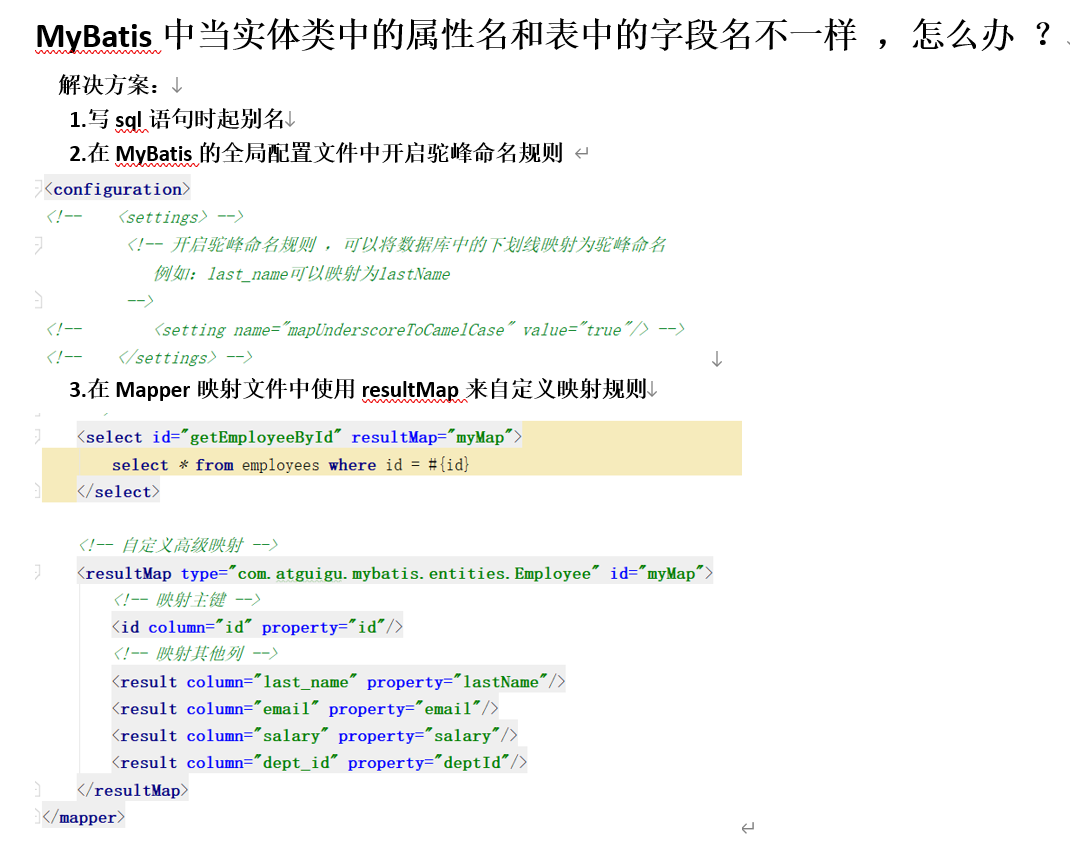 MyBatis 中当实体类中的属性名和表中的字段名不一样 ，怎么办 ？
解决方案：↓
1.写 sql 语句时起别名↓
2.在 MyBatis 的全局配置文件中开启驼峰命名规则 ↵
<configuration>
<!-- <settings> -->
<!-- 开启驼峰命名规则 ，可以将数据库中的下划线映射为驼峰命名
例如：last_name可以映射为lastName
-->
<!-- <setting name="mapUnderscoreToCamelCase" value="true"/> -->
<!-- </settings> --> ↓
3.在 Mapper 映射文件中使用 resultMap 来自定义映射规则↓
<select id="getEmployeeById" resultMap="myMap">
select * from employees where id = #{id}
</select>
<!-- 自定义高级映射 -->
<resultMap type="com.atguigu.mybatis.entities.Employee" id="myMap">
<!-- 映射主键 -->
<id column="id" property="id"/>
<!-- 映射其他列 -->
<result column="last_name" property="lastName"/>
<result column="email" property="email"/>
<result column="salary" property="salary"/>
<result column="dept_id" property="deptId"/>
</resultMap>
</mapper> ↵